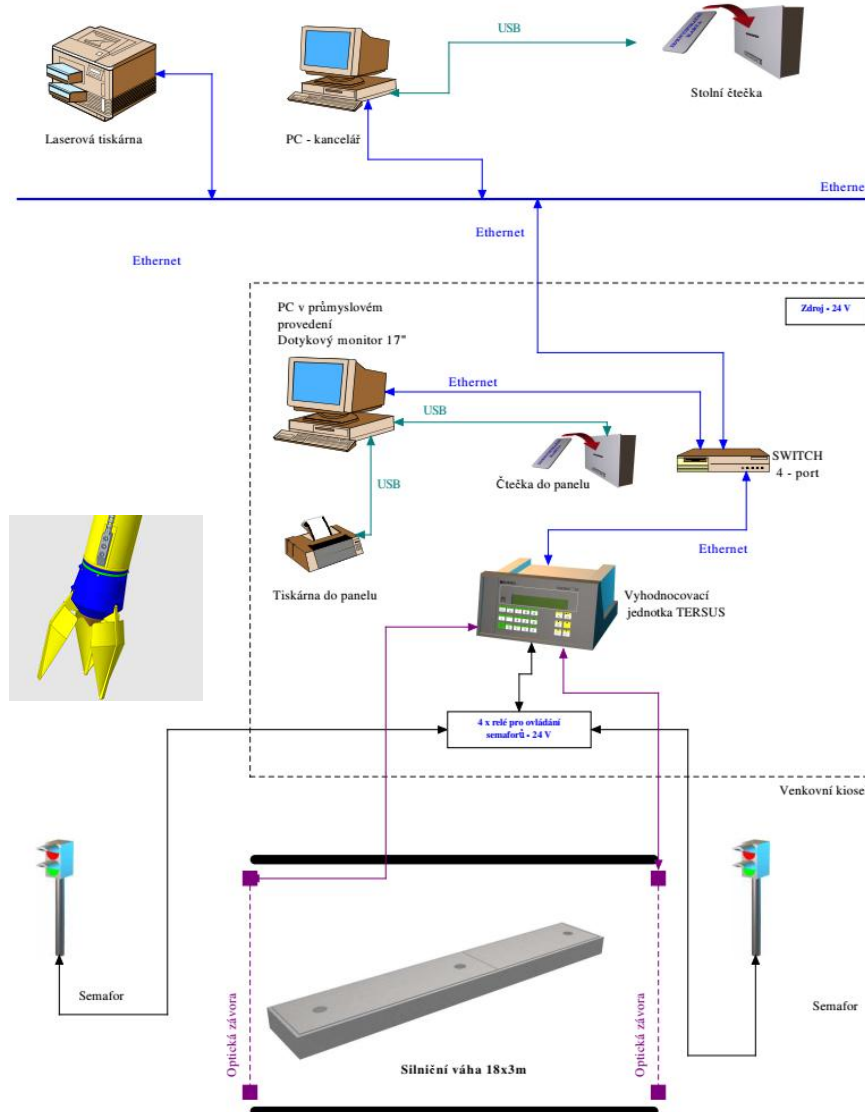 USB
Stolní čtečka
Laserová tiskárna
PC - kancelář
Etherne
Ethernet
Ethernet
PC v průmyslovém
provedení
Dotykový monitor 17"
Zdroj - 24 V
Ethernet
USB
SWITCH
4 - port
Čtečka do panelu
USB
Ethernet
Tiskárna do panelu
Vyhodnocovací
jednotka TERSUS
4 x relé pro ovládání
semaforů - 24 V
Venkovní kiose
Semafor
Semafor
Optická závora
Optická závora
Silniční váha 18x3m